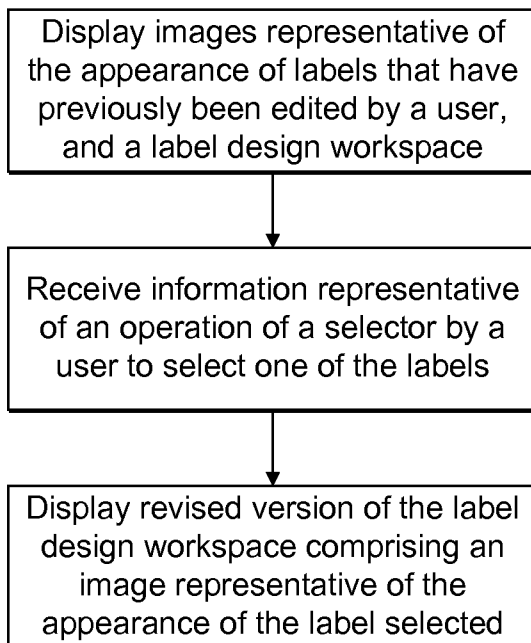 Display images representative of
the appearance of labels that have
previously been edited by a user,
and a label design workspace
Receive information representative
of an operation of a selector by a
user to select one of the labels
Display revised version of the label
design workspace comprising an
image representative of the
appearance of the label selected